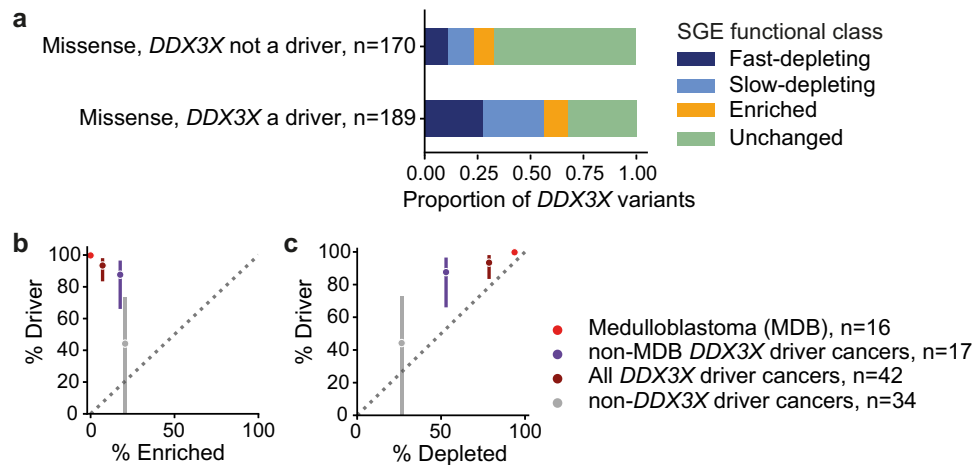 a
Missense, DDX3X not a driver, n=170
Missense, DDX3X a driver, n=189
0.00 0.25 0.50 0.75 1.00
Proportion of DDX3X variants
SGE functional class
Fast-depleting
Slow-depleting
Enriched
Unchanged
b
% Driver
100
80
60
40
20
0
0 50 100
% Enriched
c
% Driver
100
80
60
40
20
0
0 50 100
% Depleted
Medulloblastoma (MDB), n=16
non-MDB DDX3X driver cancers, n=17
All DDX3X driver cancers, n=42
non-DDX3X driver cancers, n=34